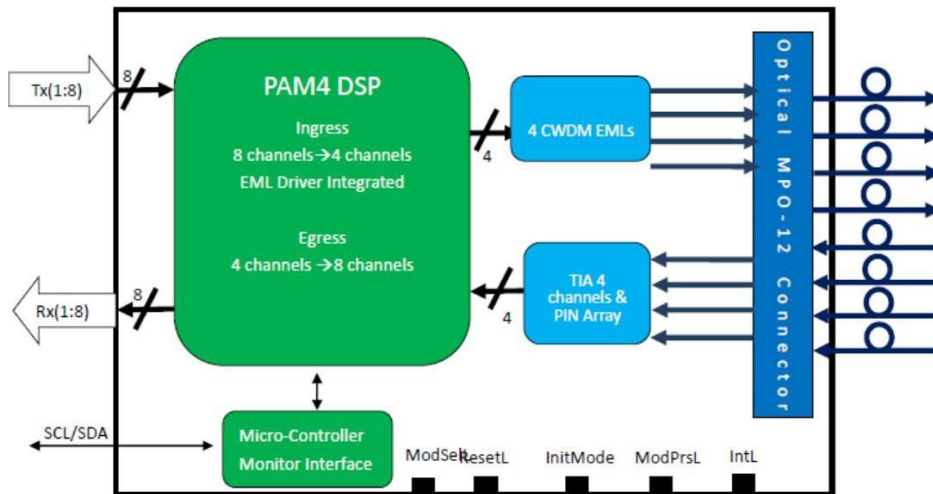 Tx(1:8)
8
PAM4 DSP
Ingress
8 channels→4 channels
EML Driver Integrated
Egress
4 channels →8 channels
4
4 CWDM EMLs
Optical MPO-12 Connector
Rx(1:8)
8
4
TIA 4
channels &
PIN Array
SCL/SDA
Micro-Controller
Monitor Interface
ModSelL
ResetL
InitMode
ModPrsL
IntL